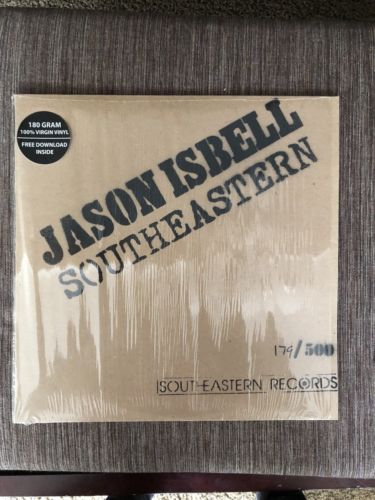 180 GRAM
100% VIRGIN VINYL
FREE DOWNLOAD
INSIDE
JASON ISBELL
SOUTHEASTERN
179/500
SOUTHEASTERN RECORDS